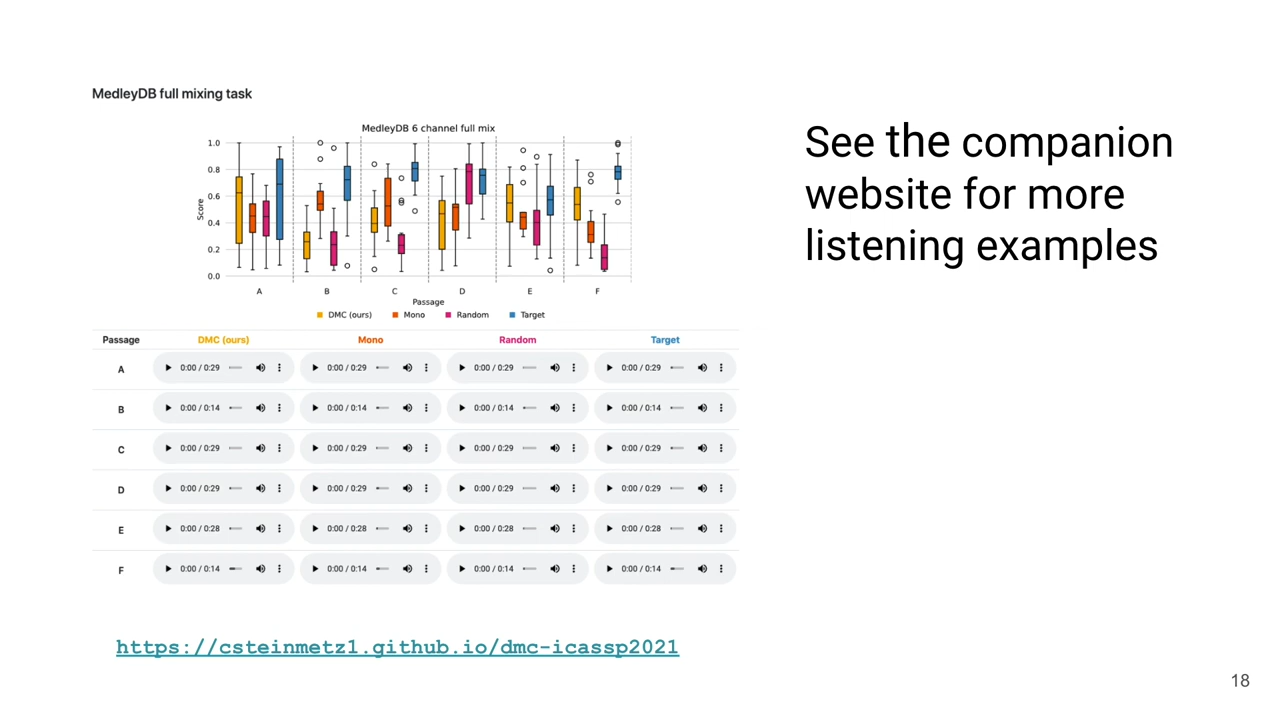 MedleyDB full mixing task
See the companion
website for more
listening examples
MedleyDB 6 channel full mix
1.0
0.8
0.6
0.4
0.2
0.0
Score
A B C D E F
Passage
DMC (ours) Mono Random Target
Passage DMC (ours) Mono Random Target
A 0:00 / 0:29 0:00 / 0:29 0:00 / 0:29 0:00 / 0:29
B 0:00 / 0:14 0:00 / 0:14 0:00 / 0:14 0:00 / 0:14
C 0:00 / 0:29 0:00 / 0:29 0:00 / 0:29 0:00 / 0:29
D 0:00 / 0:29 0:00 / 0:29 0:00 / 0:29 0:00 / 0:29
E 0:00 / 0:28 0:00 / 0:28 0:00 / 0:28 0:00 / 0:28
F 0:00 / 0:14 0:00 / 0:14 0:00 / 0:14 0:00 / 0:14
https://csteinmetz1.github.io/dmc-icassp2021
18